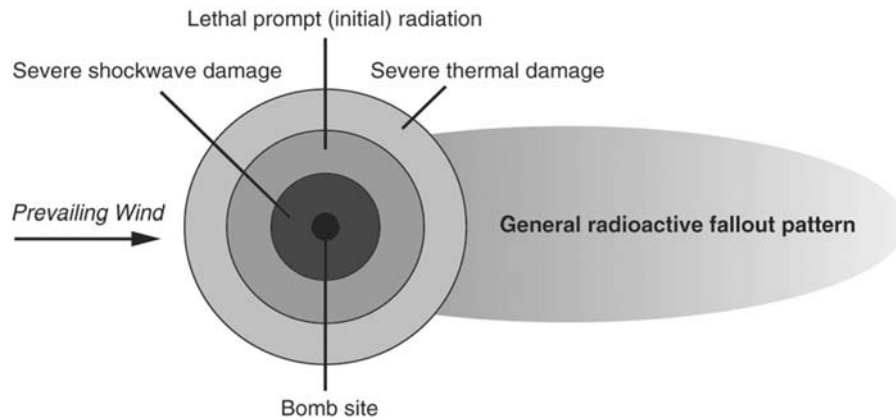 Lethal prompt (initial) radiation
Severe shockwave damage
Severe thermal damage
Prevailing Wind
General radioactive fallout pattern
Bomb site